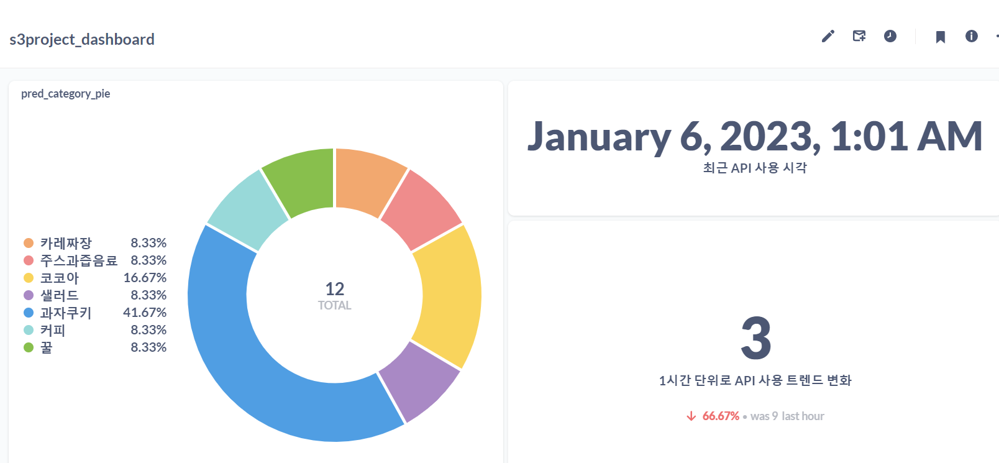 s3project_dashboard
pred_category_pie
카레짜장 8.33%
주스과즙음료 8.33%
코코아 16.67%
샐러드 8.33%
과자쿠키 41.67%
커피 8.33%
꿀 8.33%
12
TOTAL
January 6, 2023, 1:01 AM
최근 API 사용 시각
3
1시간 단위로 API 사용 트렌드 변화
↓ 66.67% • was 9 last hour